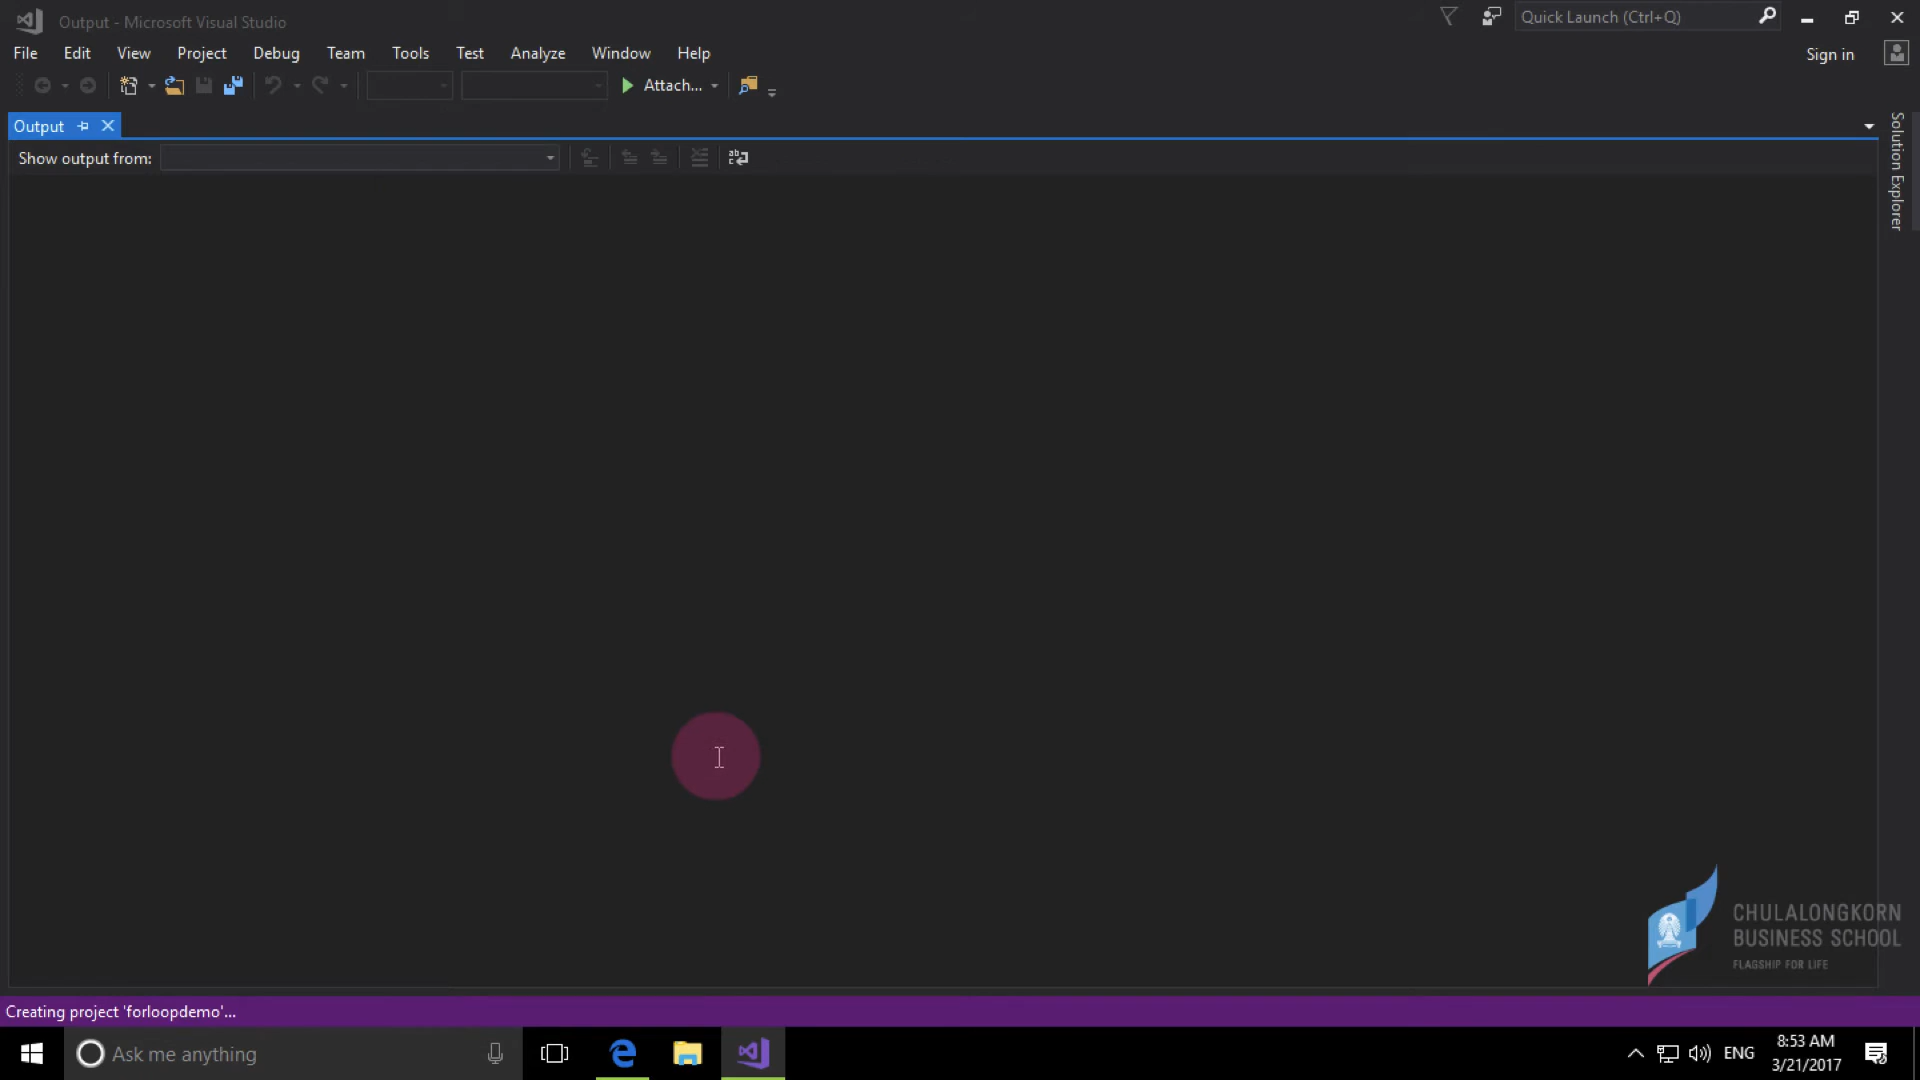 Output - Microsoft Visual Studio
Quick Launch (Ctrl+Q)
File Edit View Project Debug Team Tools Test Analyze Window Help
Sign in
Attach...
Output
Show output from:
Solution Explorer
CHULALONGKORN
BUSINESS SCHOOL
FLAGSHIP FOR LIFE
Creating project 'forloopdemo'...
Ask me anything
ENG
8:53 AM
3/21/2017